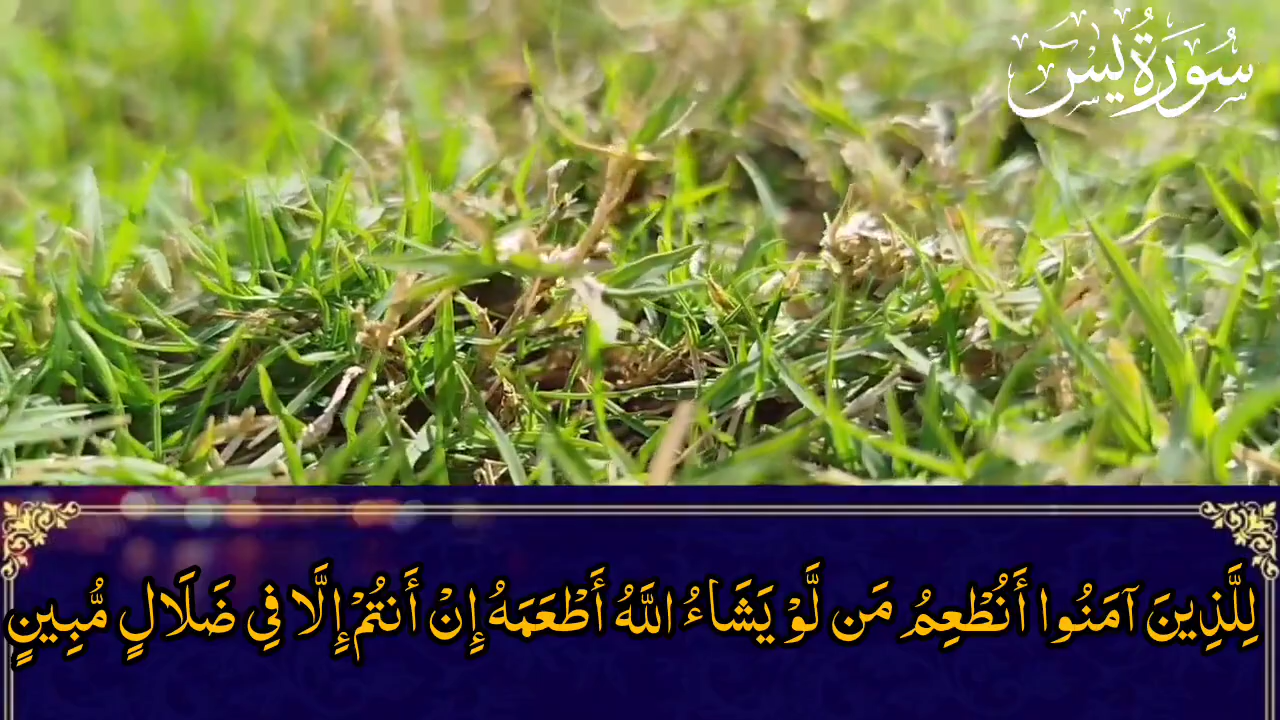 سُورَةُ يس
لِلَّذِينَ آمَنُوا أَنُطْعِمُ مَن لَّوْ يَشَاءُ اللَّهُ أَطْعَمَهُ إِنْ أَنتُمْ إِلَّا فِي ضَلَالٍ مُّبِينٍ